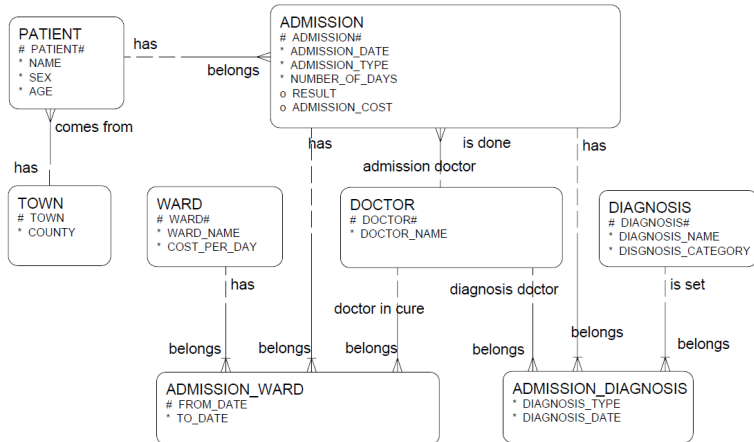 PATIENT
# PATIENT#
* NAME
* SEX
* AGE
has
belongs
ADMISSION
# ADMISSION#
* ADMISSION_DATE
* ADMISSION_TYPE
* NUMBER_OF_DAYS
o RESULT
o ADMISSION_COST
comes from
has
has
is done
has
admission doctor
TOWN
# TOWN
* COUNTY
WARD
# WARD#
* WARD_NAME
* COST_PER_DAY
DOCTOR
# DOCTOR#
* DOCTOR_NAME
DIAGNOSIS
# DIAGNOSIS#
* DIAGNOSIS_NAME
* DISGNOSIS_CATEGORY
has
doctor in cure
diagnosis doctor
is set
belongs
belongs
belongs
belongs
belongs
belongs
ADMISSION_WARD
# FROM_DATE
* TO_DATE
ADMISSION_DIAGNOSIS
* DIAGNOSIS_TYPE
* DIAGNOSIS_DATE